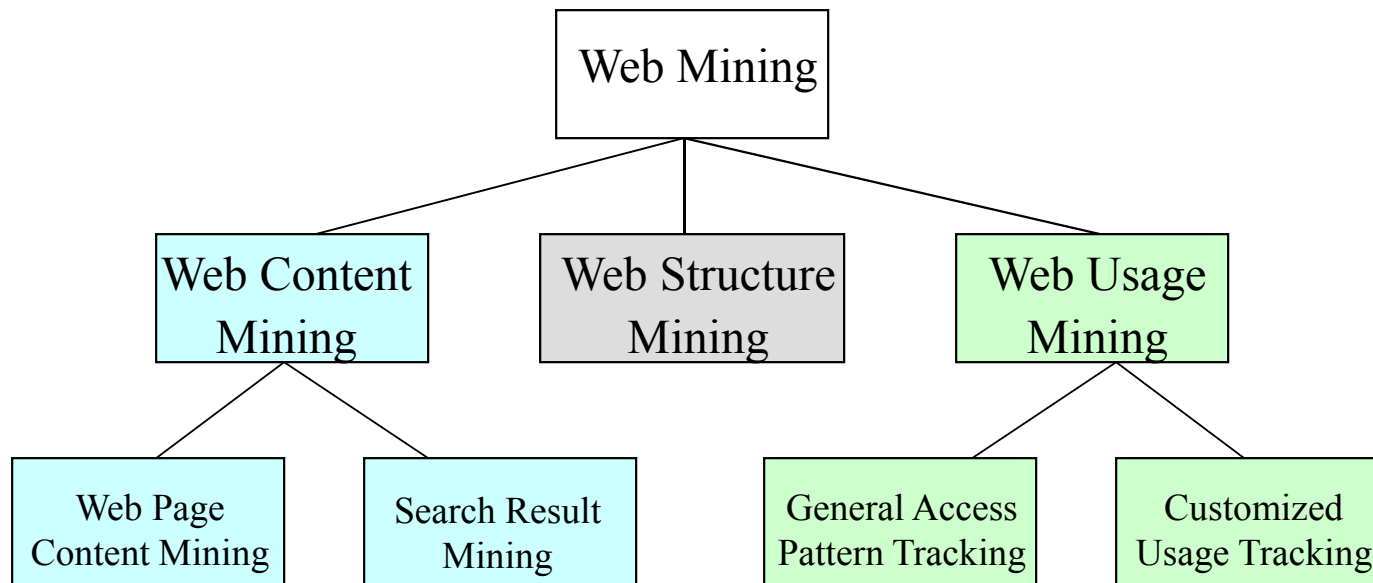 Web Mining
Web Content
Mining
Web Structure
Mining
Web Usage
Mining
Web Page
Content Mining
Search Result
Mining
General Access
Pattern Tracking
Customized
Usage Tracking